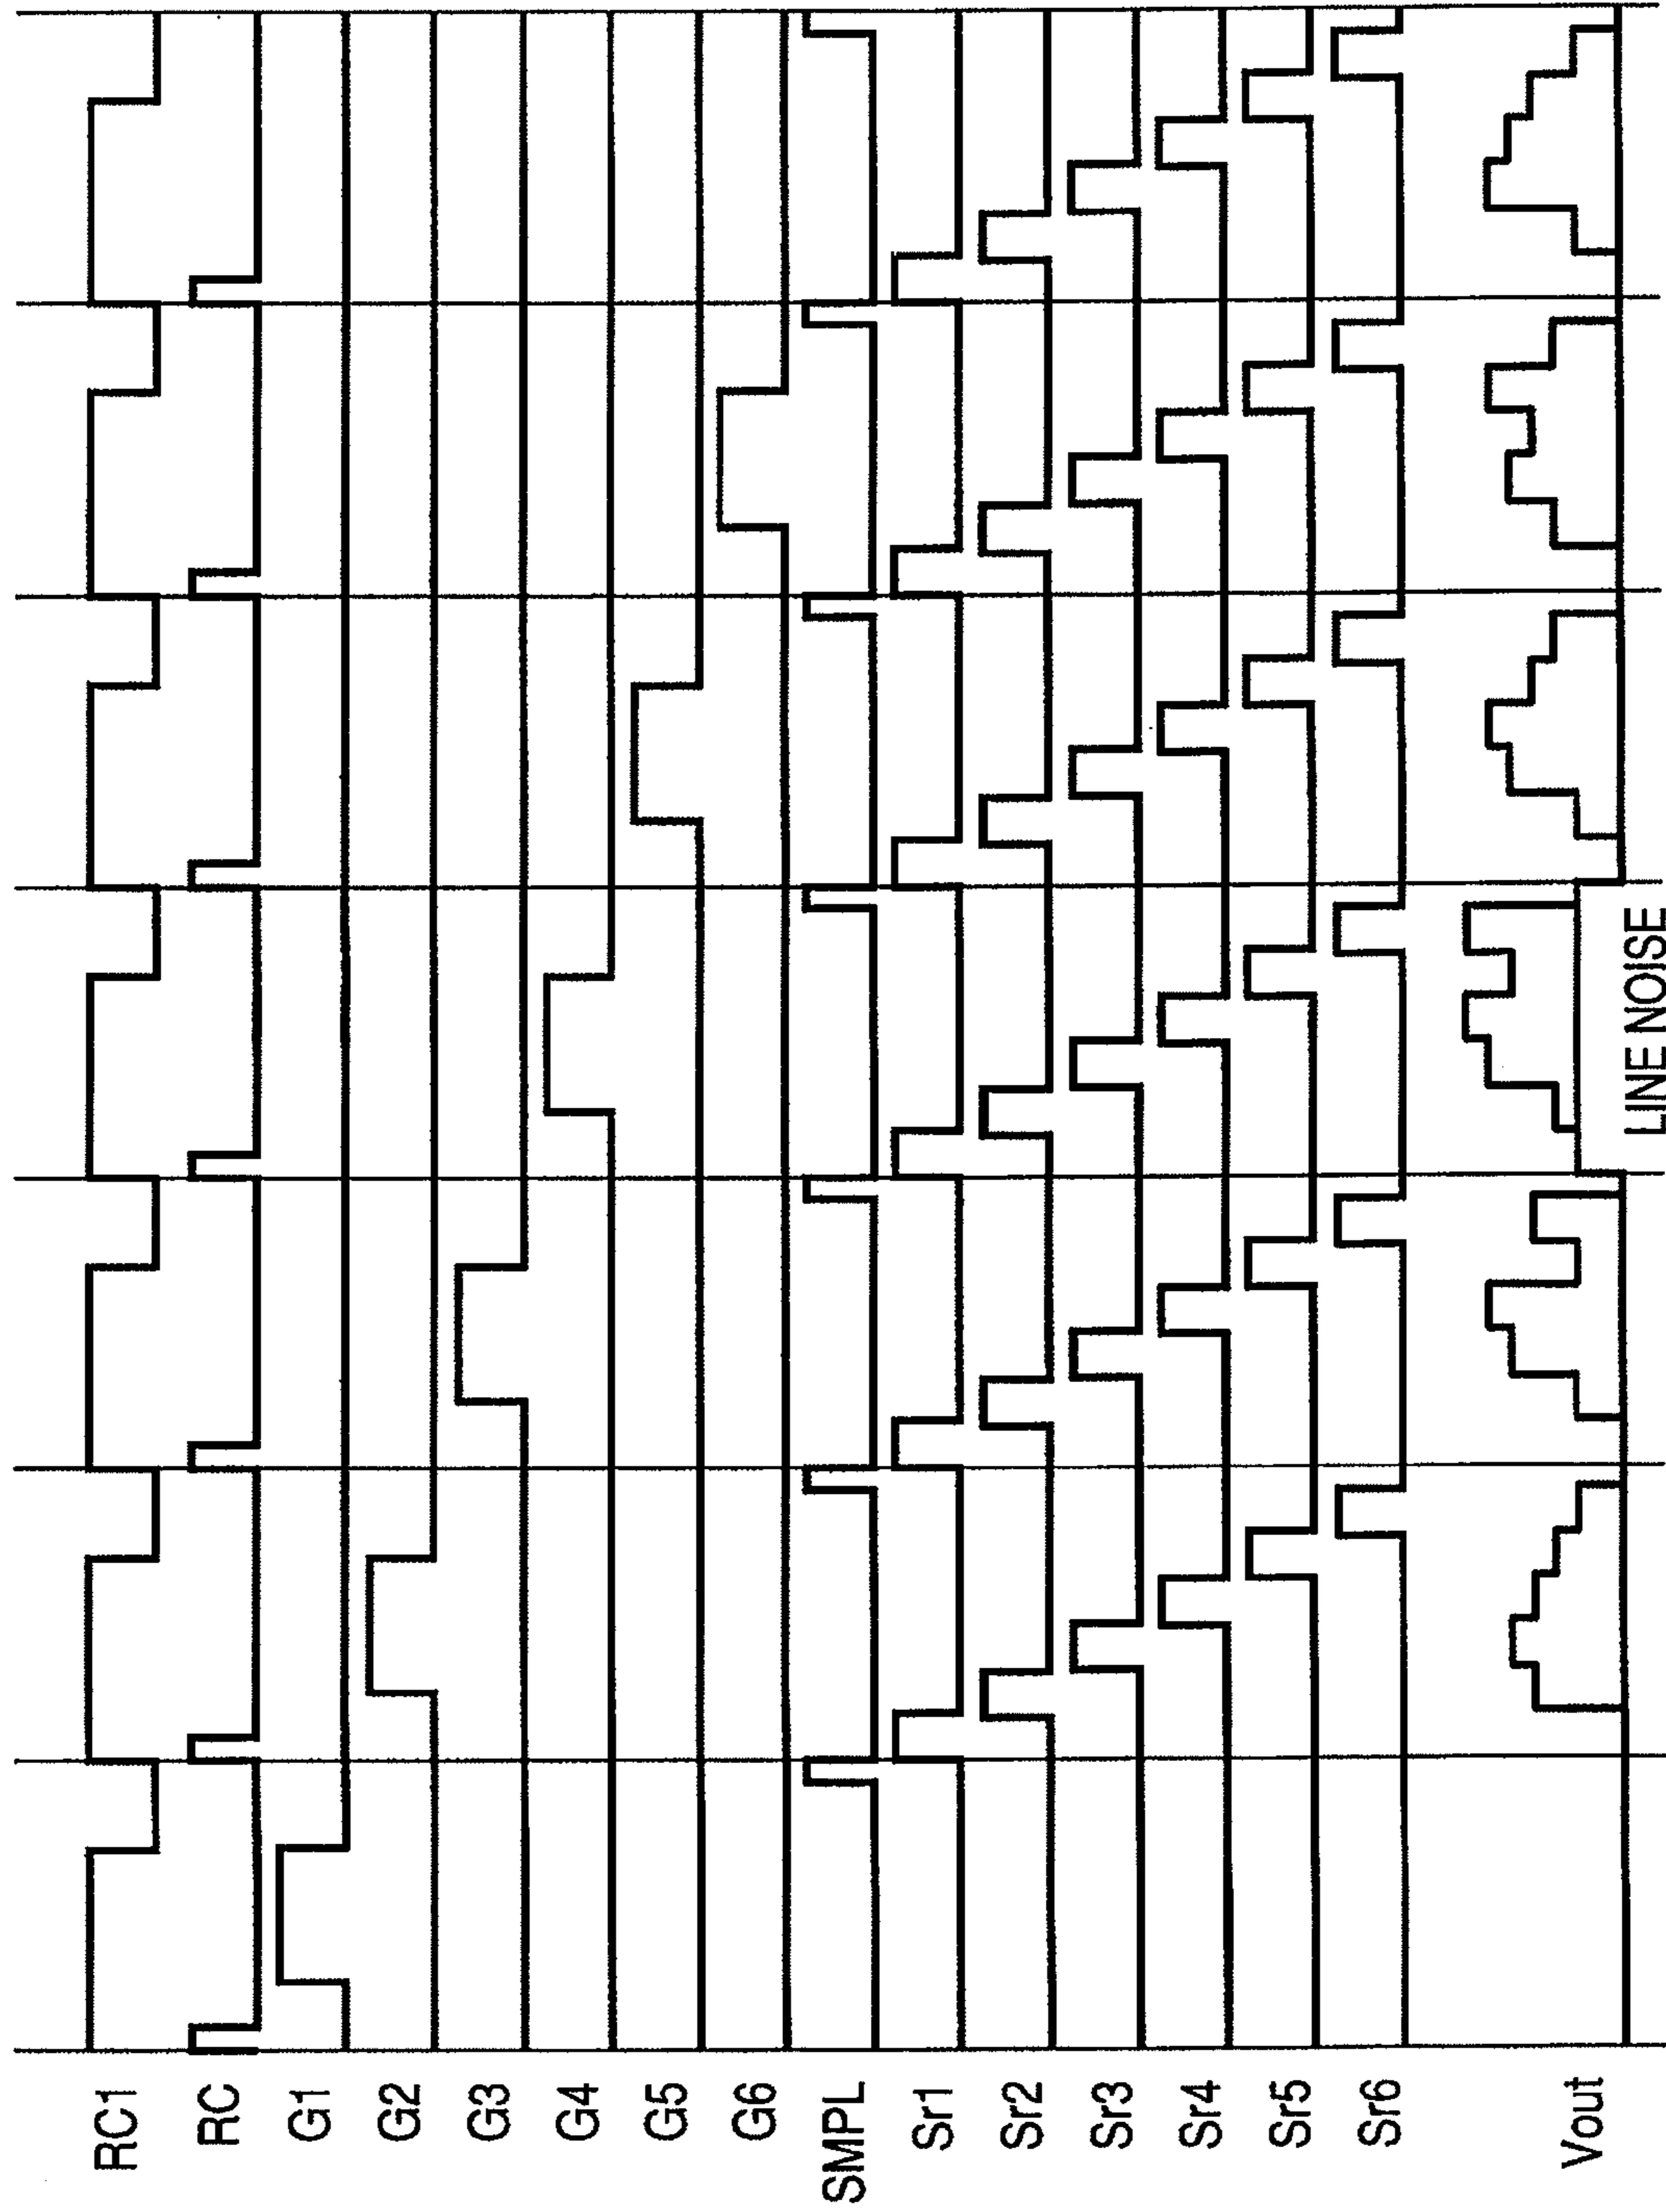 RC1
RC
G1
G2
G3
G4
G5
G6
SMPL
Sr1
Sr2
Sr3
Sr4
Sr5
Sr6
Vout
LINE NOISE